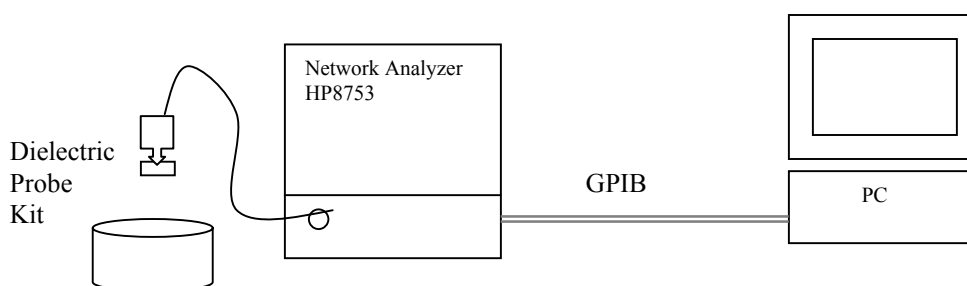 Network Analyzer
HP8753
Dielectric
Probe
Kit
GPIB
PC